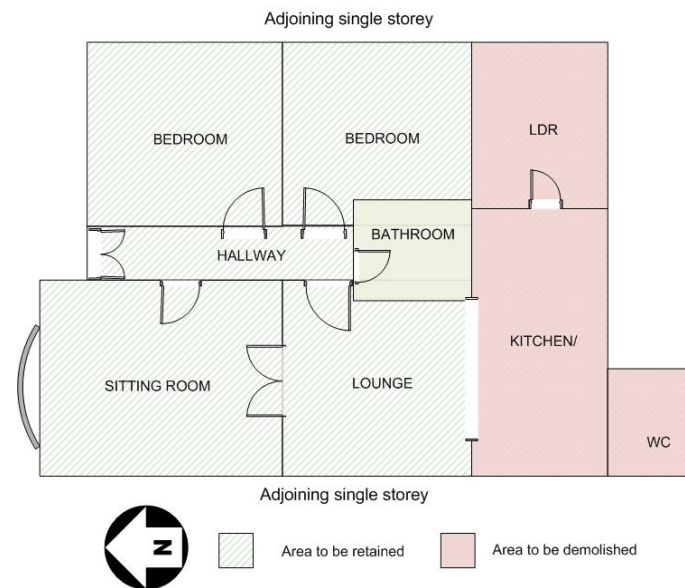 Adjoining single storey
BEDROOM
BEDROOM
LDR
BATHROOM
HALLWAY
KITCHEN/
SITTING ROOM
LOUNGE
WC
Adjoining single storey
N
Area to be retained
Area to be demolished